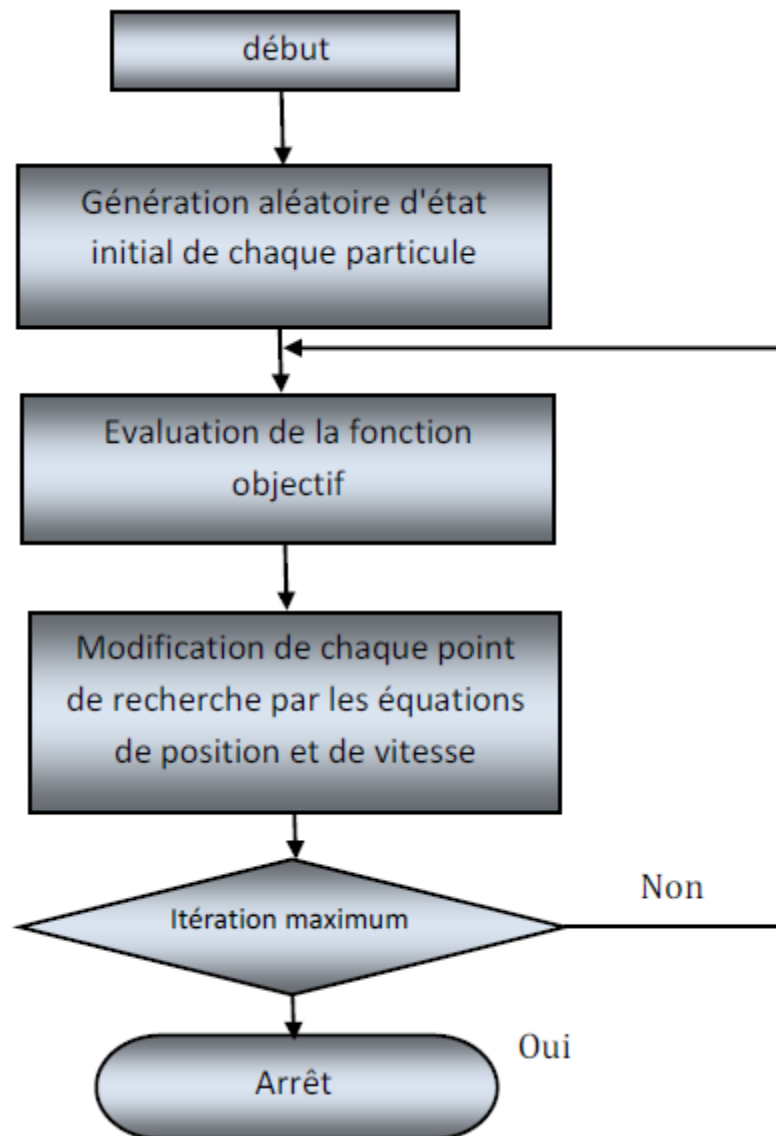 début
Génération aléatoire d'état
initial de chaque particule
Evaluation de la fonction
objectif
Modification de chaque point
de recherche par les équations
de position et de vitesse
Non
Itération maximum
Oui
Arrêt